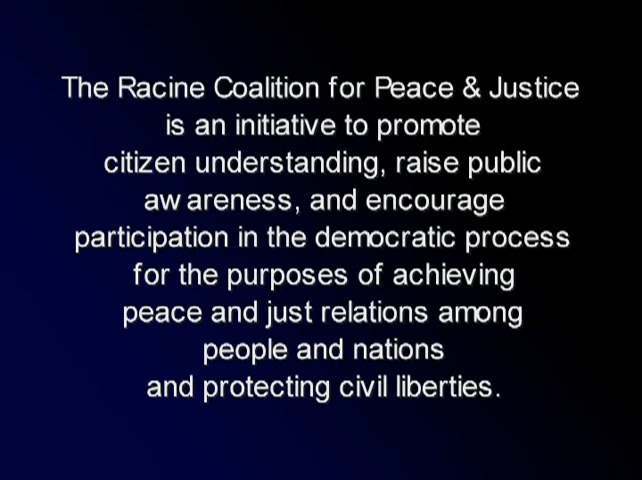 The Racine Coalition for Peace & Justice
is an initiative to promote
citizen understanding, raise public
aw areness, and encourage
participation in the democratic process
for the purposes of achieving
peace and just relations among
people and nations
and protecting civil liberties.